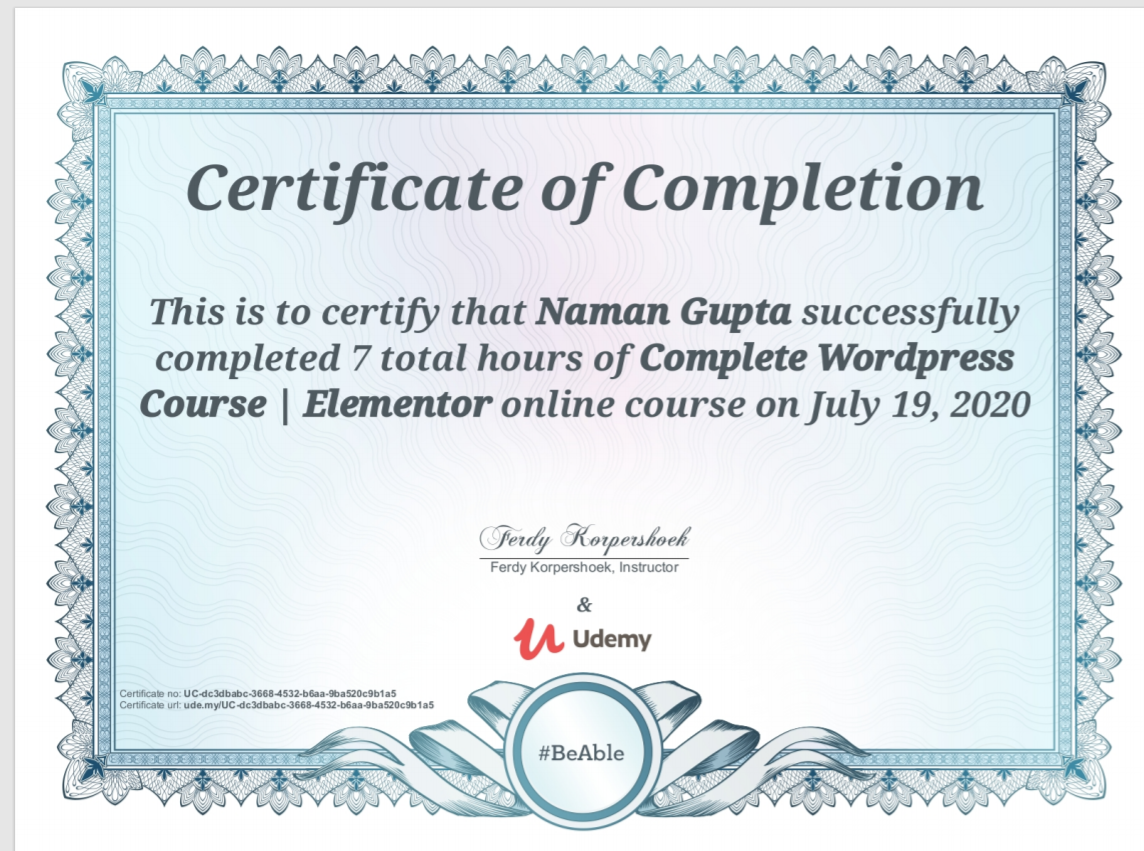 Certificate of Completion
This is to certify that Naman Gupta successfully
completed 7 total hours of Complete Wordpress
Course | Elementor online course on July 19, 2020
Ferdy Korpershoek
Ferdy Korpershoek, Instructor
&
Udemy
Certificate no: UC-dc3dbabc-3668-4532-b6aa-9ba520c9b1a5
Certificate url: ude.my/UC-dc3dbabc-3668-4532-b6aa-9ba520c9b1a5
#BeAble